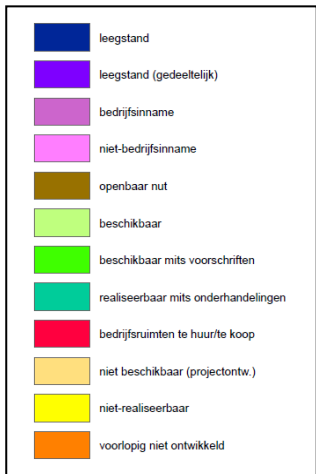 leegstand
leegstand (gedeeltelijk)
bedrijfsinname
niet-bedrijfsinname
openbaar nut
beschikbaar
beschikbaar mits voorschriften
realiseerbaar mits onderhandelingen
bedrijfsruimten te huur/te koop
niet beschikbaar (projectontw.)
niet-realiseerbaar
voorlopig niet ontwikkeld